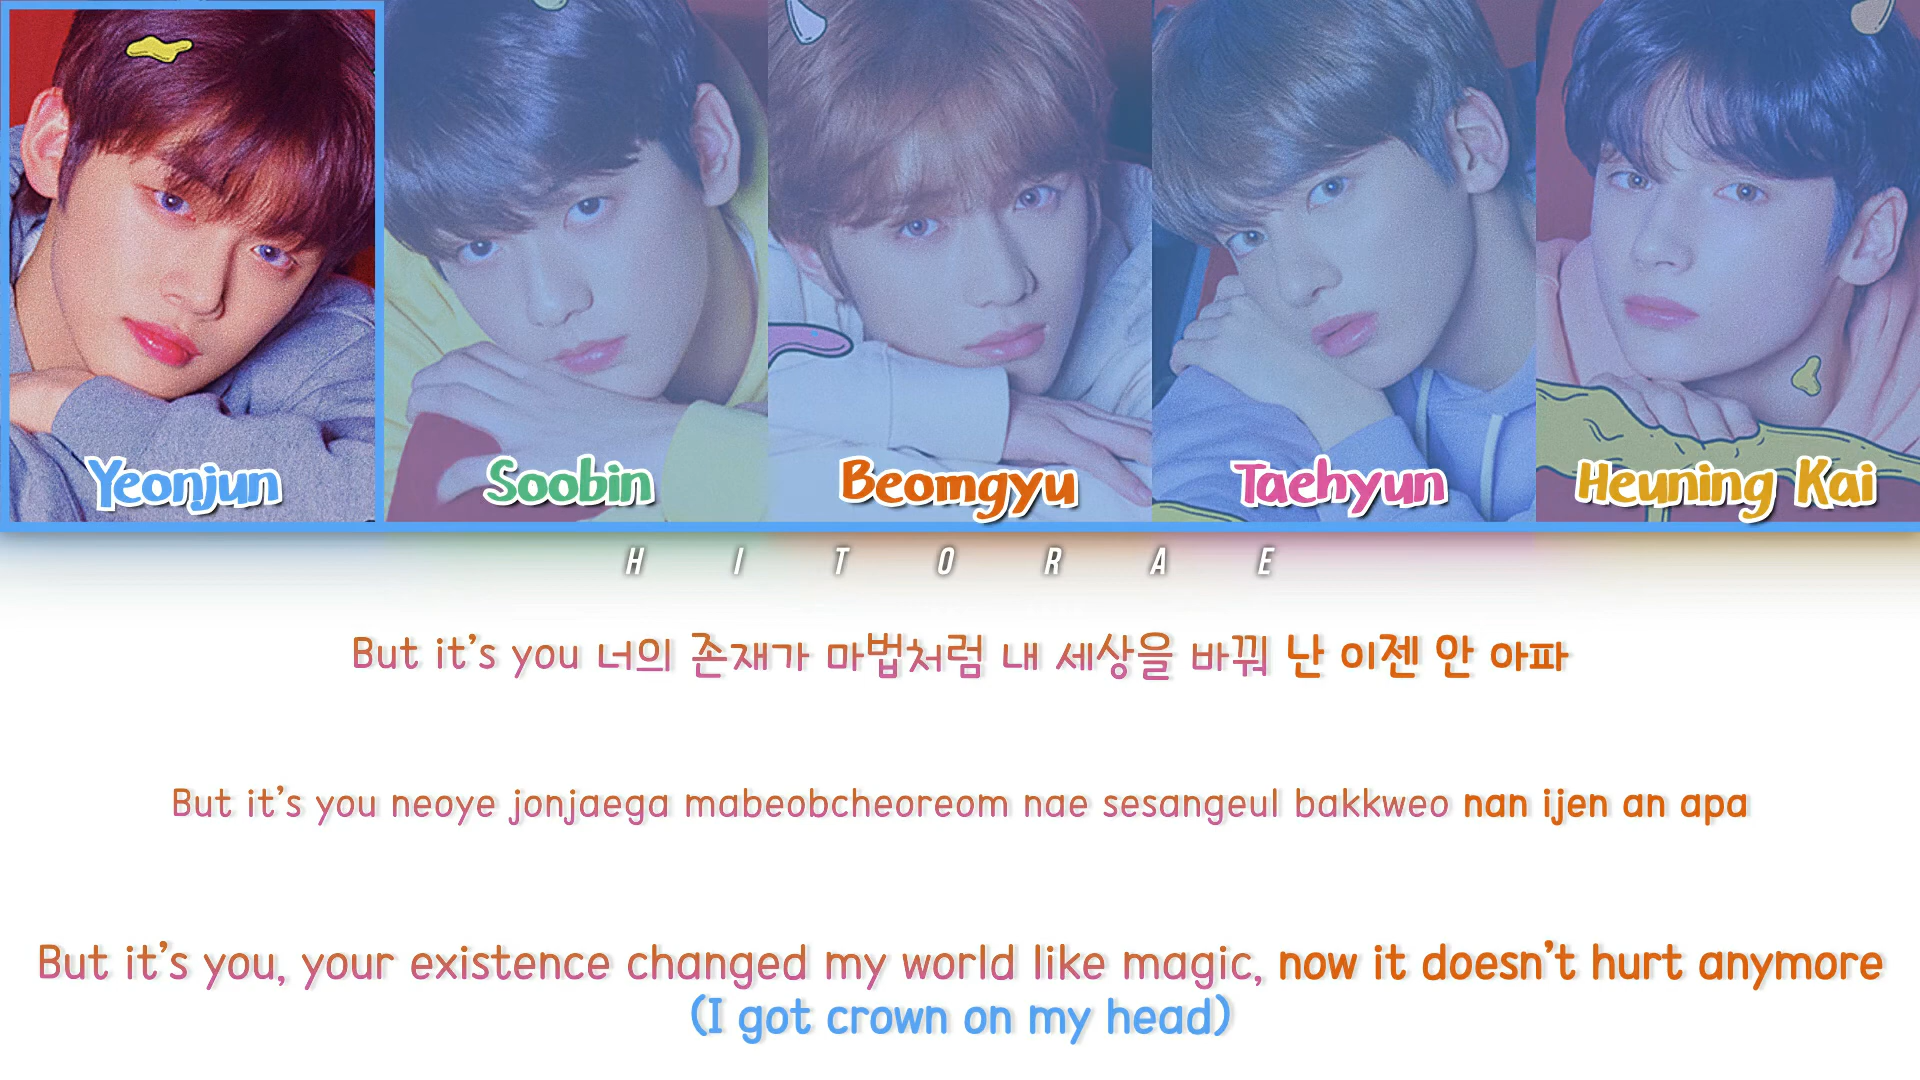 Yeonjun Soobin Beomgyu Taehyun Heuning Kai
HITORAE
But it's you 너의 존재가 마법처럼 내 세상을 바꿔 난 이젠 안 아파
But it's you neoye jonjaega mabeobcheoreom nae sesangeul bakkweo nan ijen an apa
But it's you, your existence changed my world like magic, now it doesn't hurt anymore
(I got crown on my head)